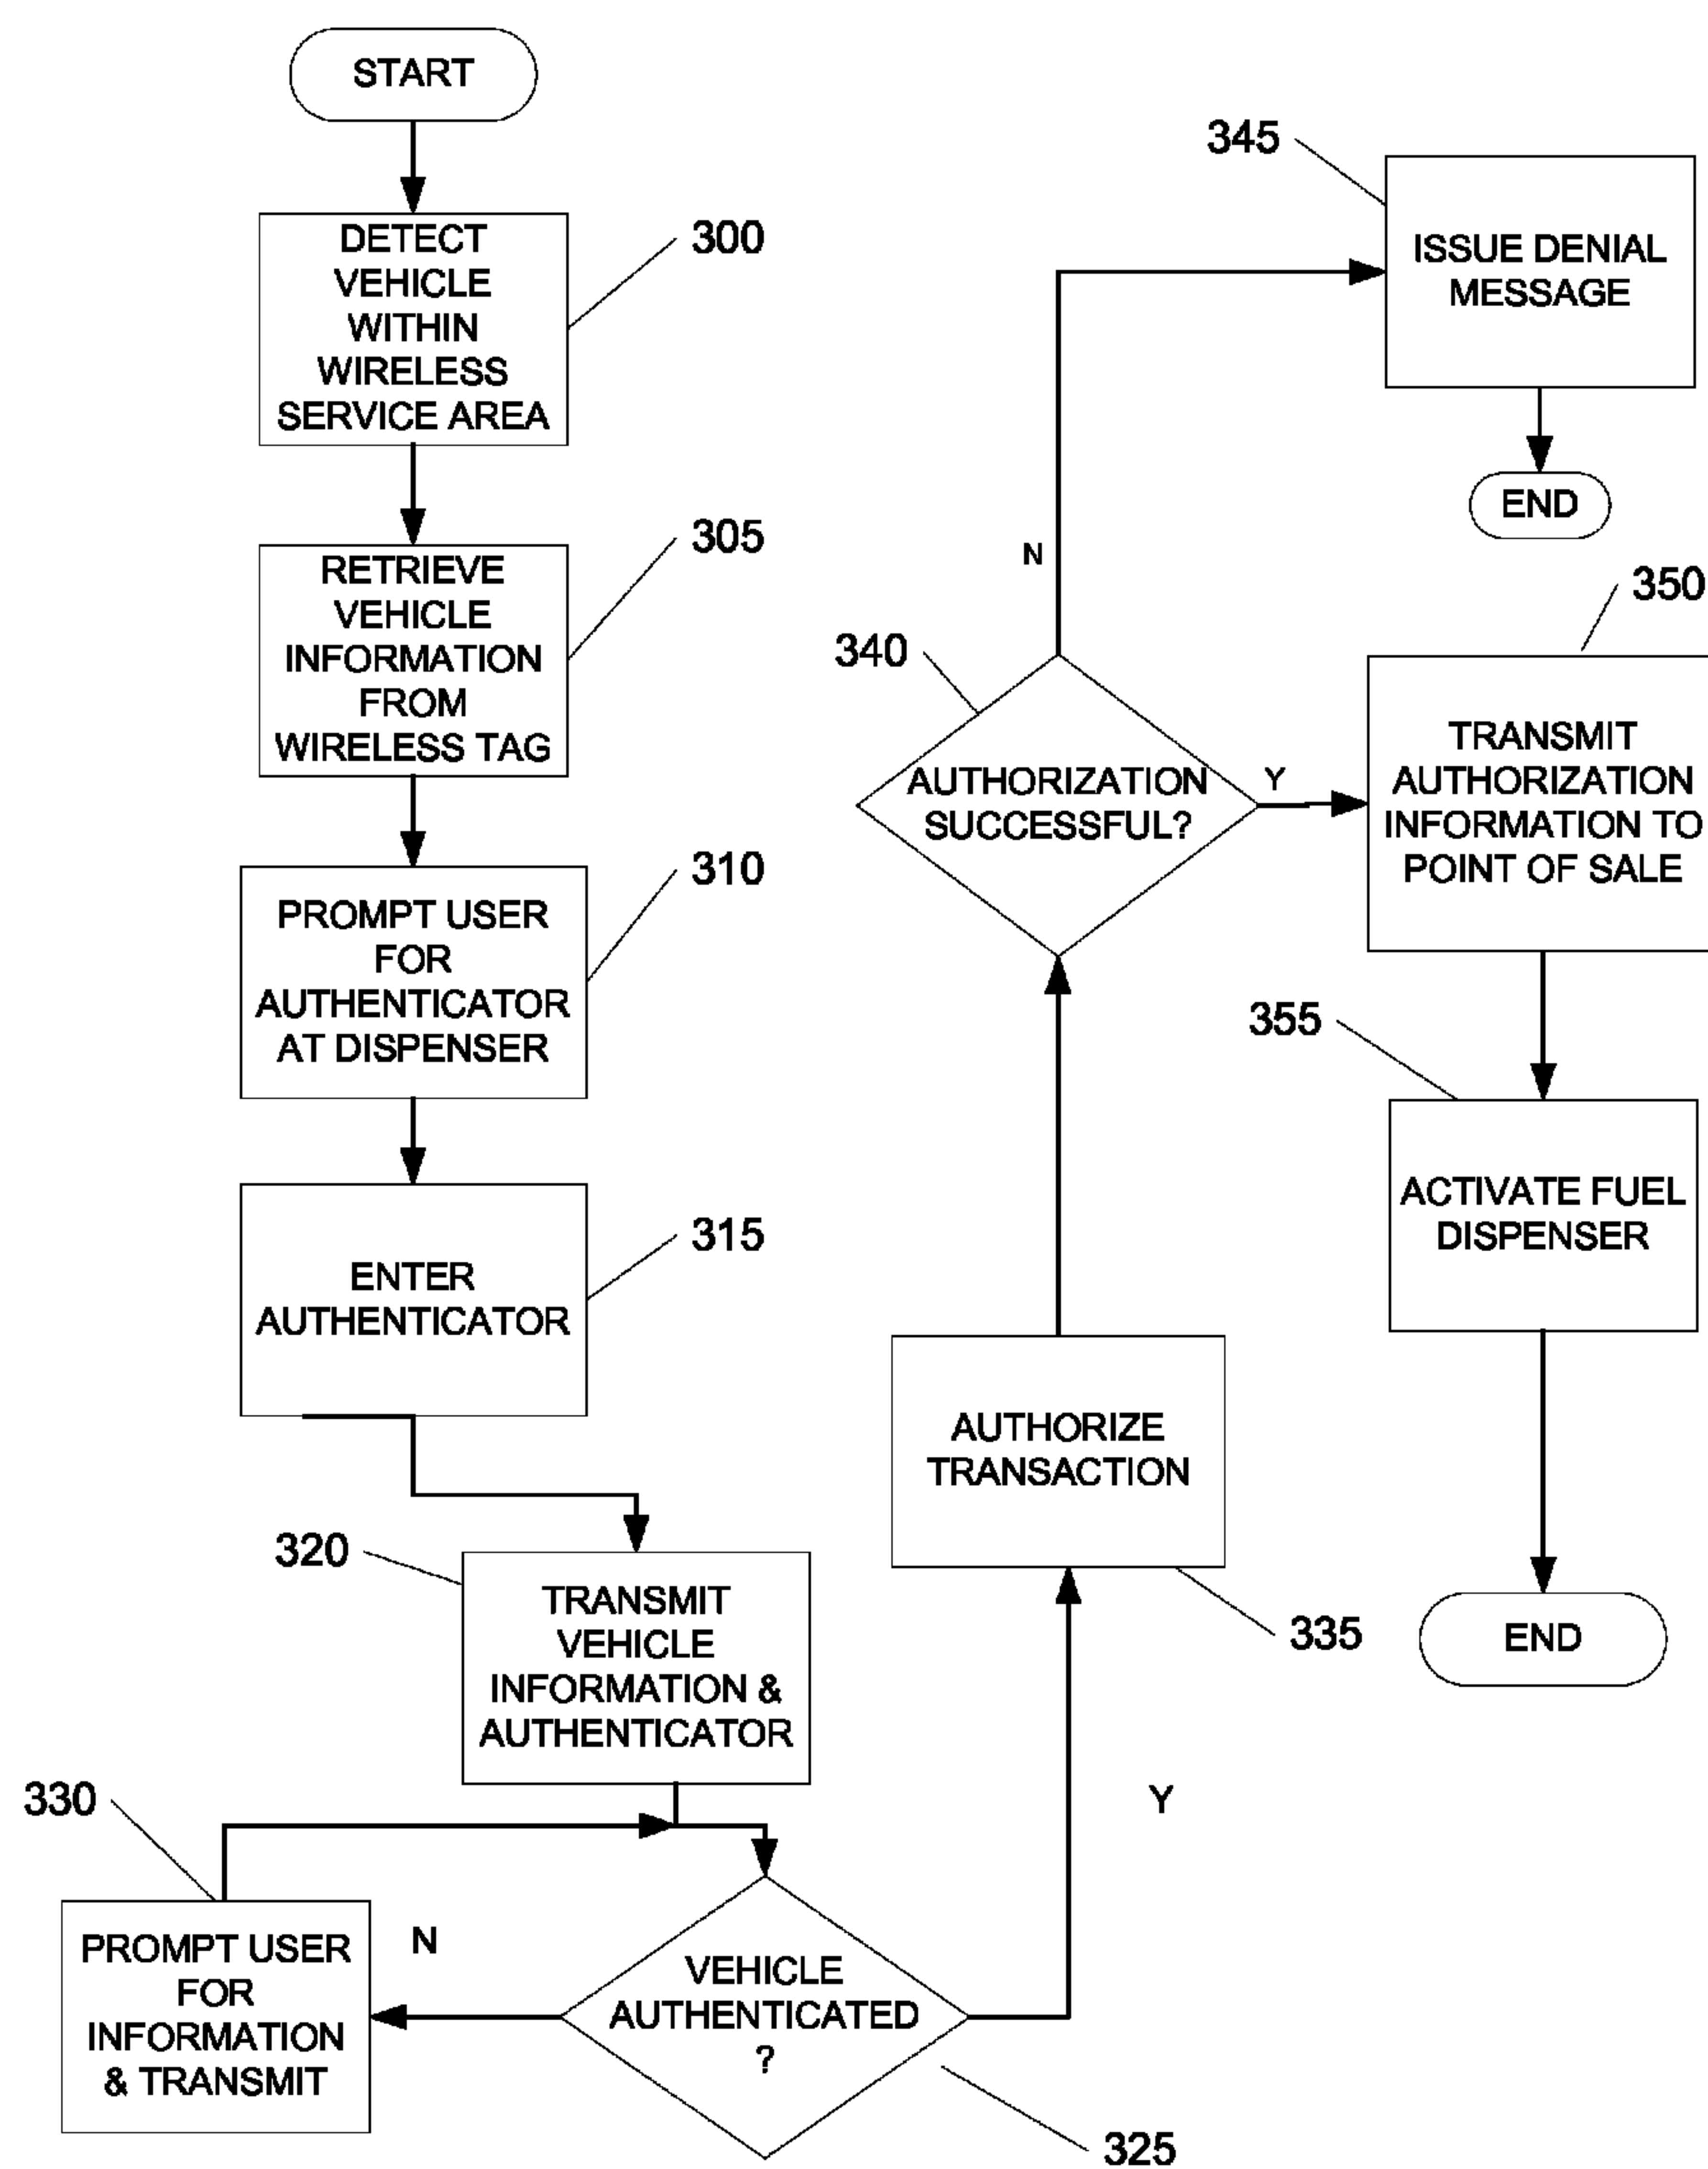 START
DETECT
VEHICLE
WITHIN
WIRELESS
SERVICE AREA
300
RETRIEVE
VEHICLE
INFORMATION
FROM
WIRELESS TAG
305
PROMPT USER
FOR
AUTHENTICATOR
AT DISPENSER
310
ENTER
AUTHENTICATOR
315
320
TRANSMIT
VEHICLE
INFORMATION &
AUTHENTICATOR
330
PROMPT USER
FOR
INFORMATION
& TRANSMIT
N
VEHICLE
AUTHENTICATED
?
325
Y
AUTHORIZE
TRANSACTION
335
340
AUTHORIZATION
SUCCESSFUL?
N
Y
345
ISSUE DENIAL
MESSAGE
END
350
TRANSMIT
AUTHORIZATION
INFORMATION TO
POINT OF SALE
355
ACTIVATE FUEL
DISPENSER
END